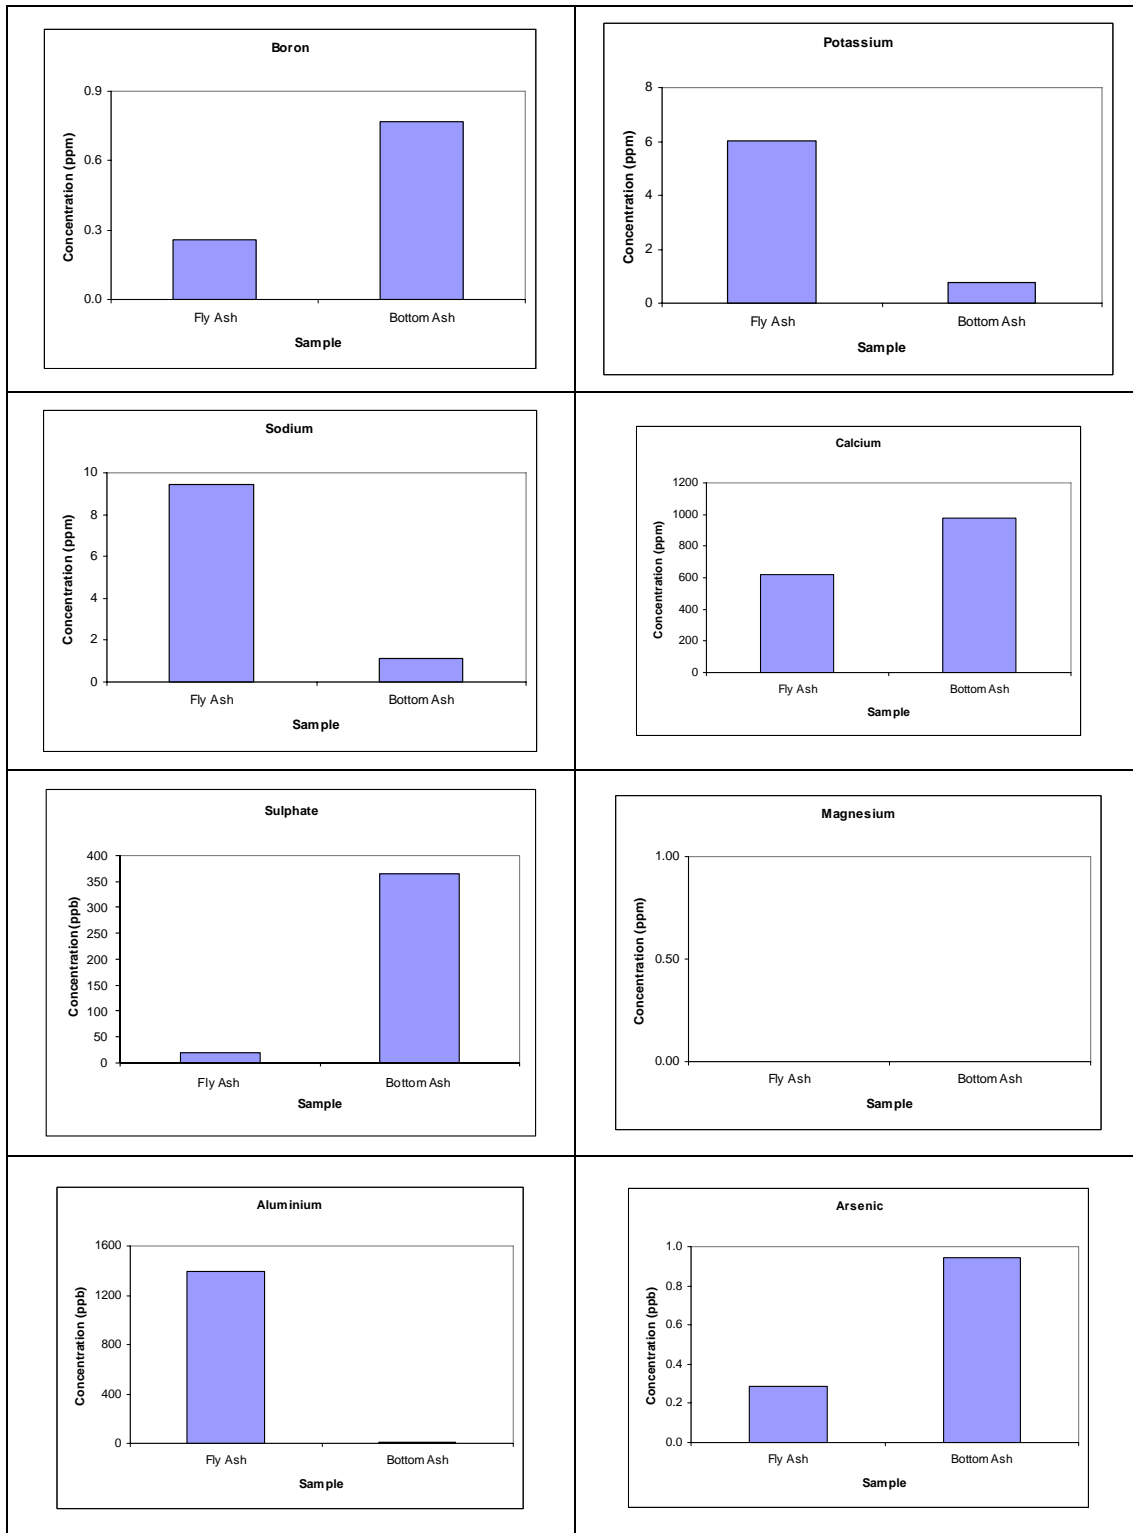 Boron
0.9
0.6
0.3
0.0
Concentration (ppm)
Fly Ash Bottom Ash
Sample
Potassium
8
6
4
2
0
Concentration (ppm)
Fly Ash Bottom Ash
Sample
Sodium
10
8
6
4
2
0
Concentration (ppm)
Fly Ash Bottom Ash
Sample
Calcium
1200
1000
800
600
400
200
0
Concentration (ppm)
Fly Ash Bottom Ash
Sample
Sulphate
400
350
300
250
200
150
100
50
0
Concentration (ppb)
Fly Ash Bottom Ash
Sample
Magnesium
1.00
0.50
0.00
Concentration (ppm)
Fly Ash Bottom Ash
Sample
Aluminium
1600
1200
800
400
0
Concentration (ppb)
Fly Ash Bottom Ash
Sample
Arsenic
1.0
0.8
0.6
0.4
0.2
0.0
Concentration (ppb)
Fly Ash Bottom Ash
Sample